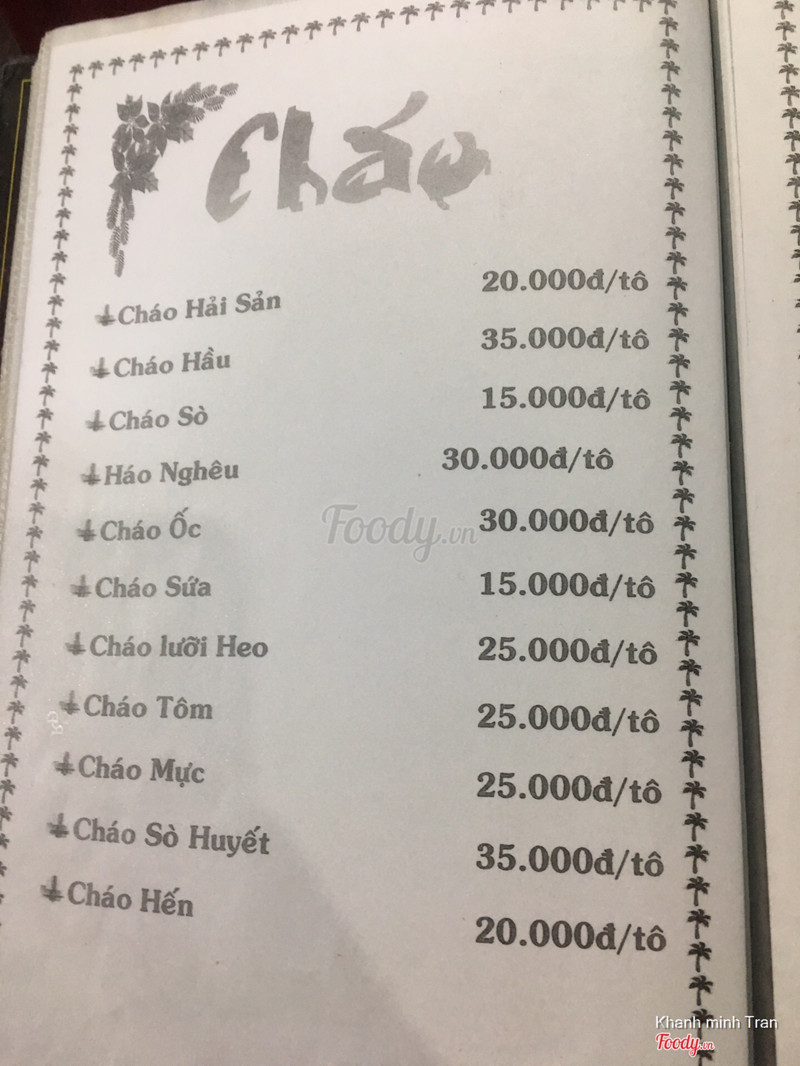 Cháo
Cháo Hải Sản 20.000đ/tô
Cháo Hầu 35.000đ/tô
Cháo Sò 15.000đ/tô
Háo Nghêu 30.000đ/tô
Cháo Ốc 30.000đ/tô
Cháo Sứa 15.000đ/tô
Cháo lưỡi Heo 25.000đ/tô
Cháo Tôm 25.000đ/tô
Cháo Mực 25.000đ/tô
Cháo Sò Huyết 35.000đ/tô
Cháo Hến 20.000đ/tô
Foody.vn
Khanh minh Tran
Foody.vn